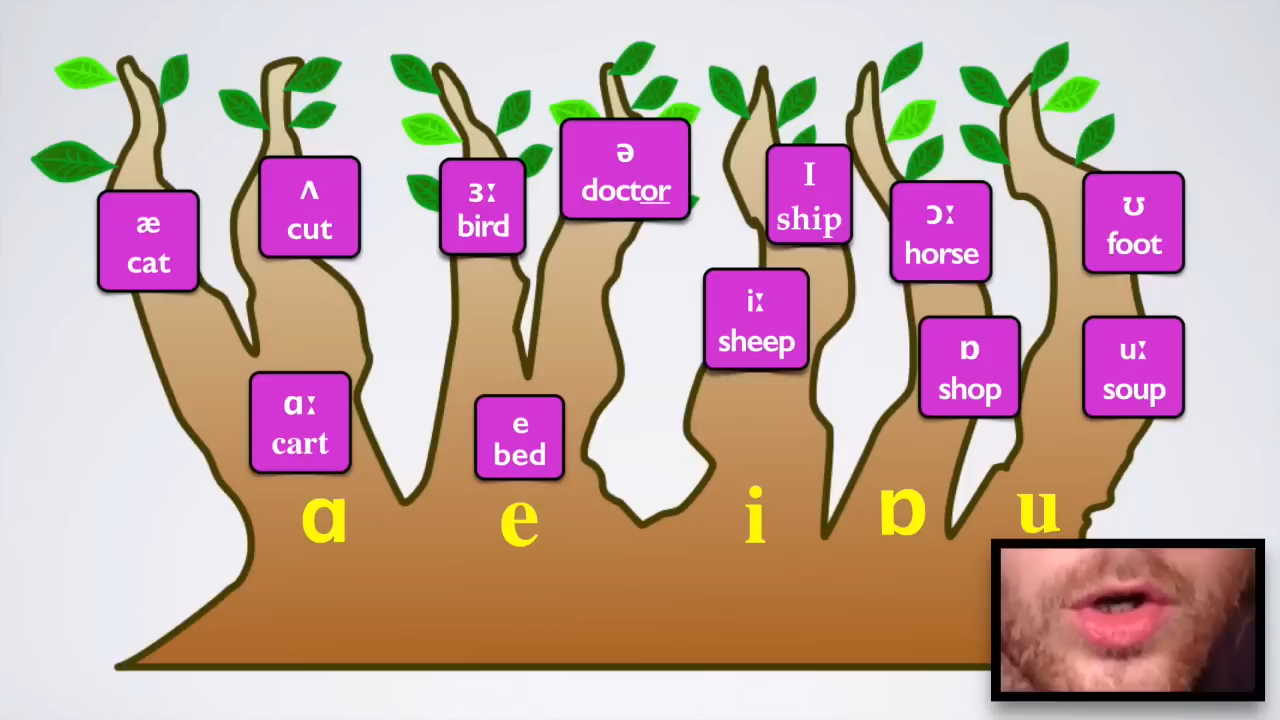 æ
cat
ʌ
cut
ɑː
cart
ɜː
bird
ə
doctor
e
bed
I
ship
iː
sheep
ɔː
horse
ɒ
shop
ʊ
foot
uː
soup
ɑ e i ɒ u